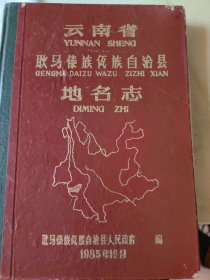 云南省
YUNNAN SHENG
耿马傣族佤族自治县
GENGMA DAIZU WAZU ZIZHI XIAN
地名志
DIMING ZHI
耿马傣族佤族自治县人民政府 编
1985年10月